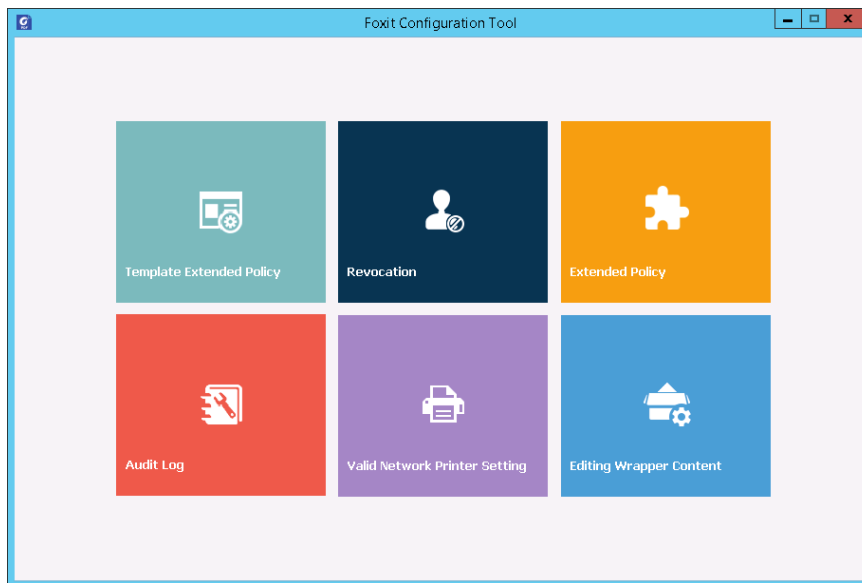 Foxit Configuration Tool
Template Extended Policy
Revocation
Extended Policy
Audit Log
Valid Network Printer Setting
Editing Wrapper Content